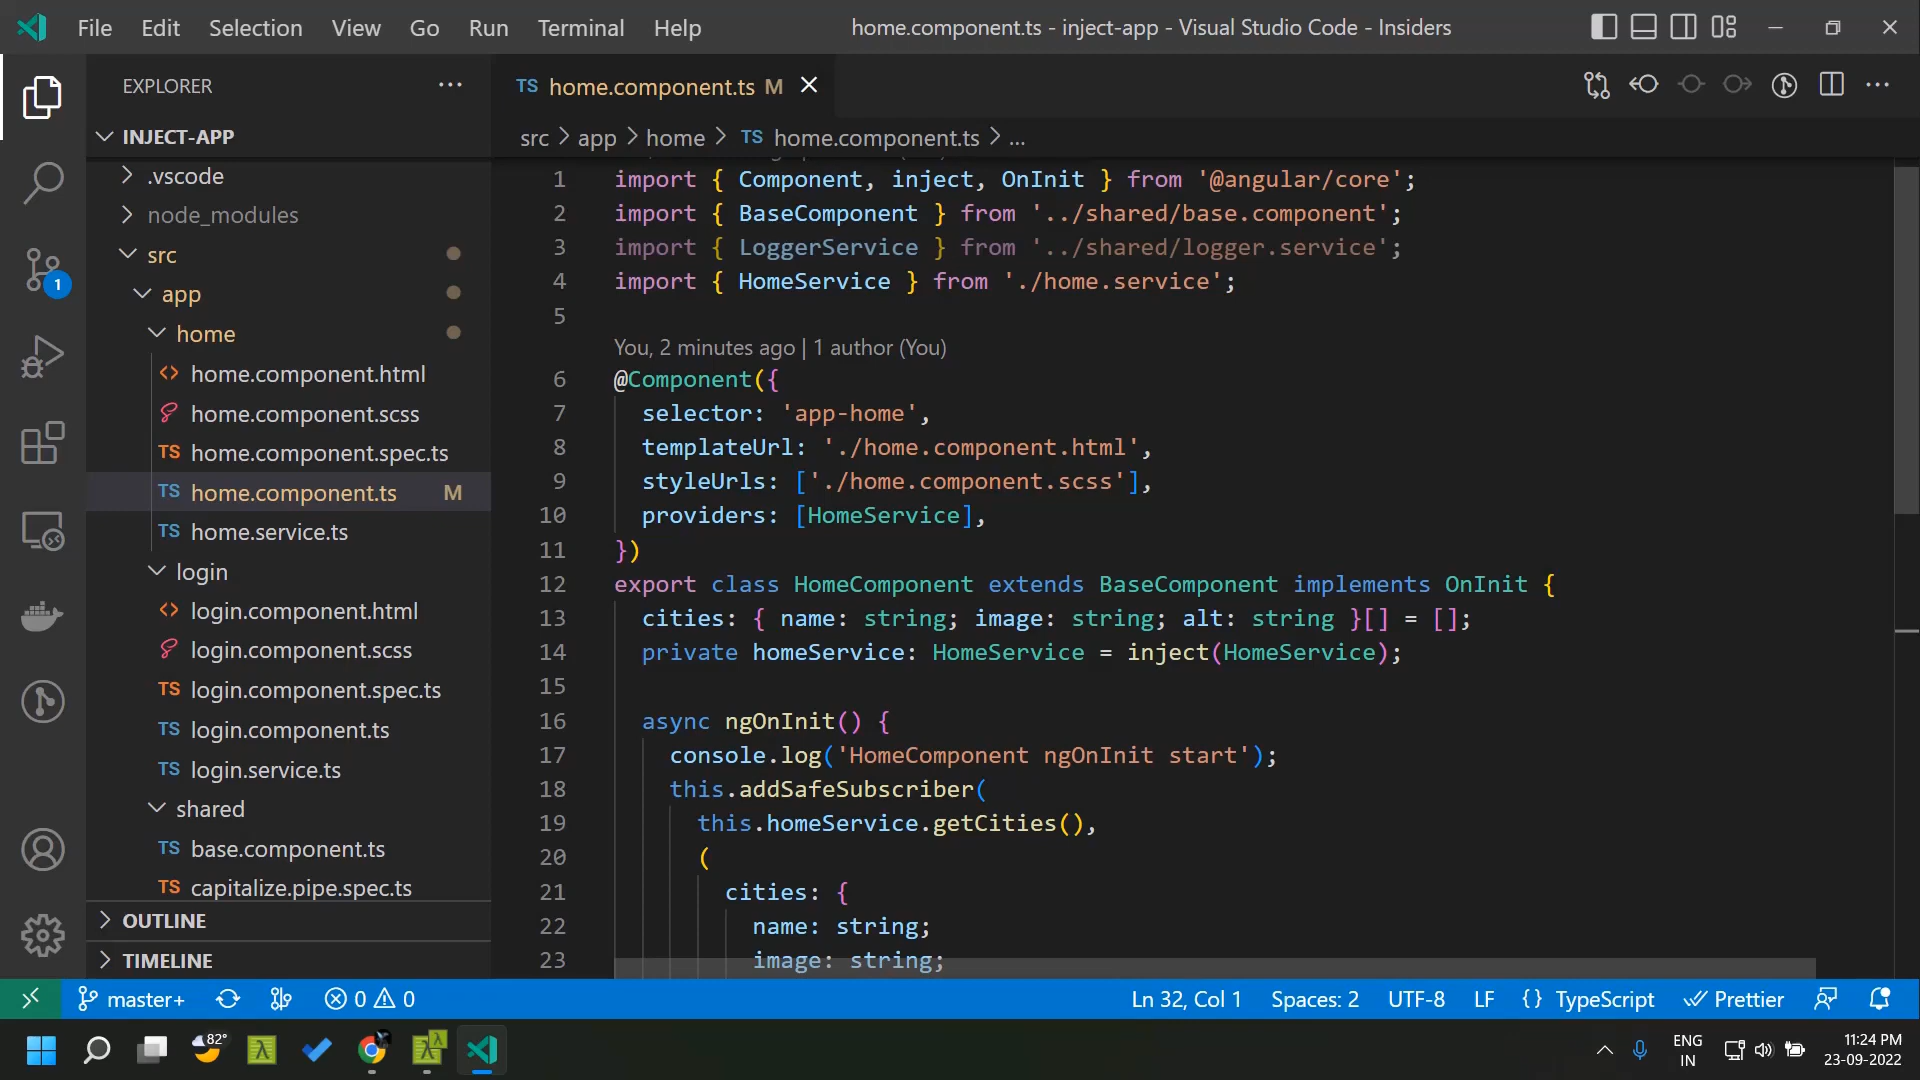 File Edit Selection View Go Run Terminal Help
home.component.ts - inject-app - Visual Studio Code - Insiders
EXPLORER
INJECT-APP
.vscode
node_modules
src
app
home
home.component.html
home.component.scss
TS home.component.spec.ts
TS home.component.ts M
TS home.service.ts
login
login.component.html
login.component.scss
TS login.component.spec.ts
TS login.component.ts
TS login.service.ts
shared
TS base.component.ts
TS capitalize.pipe.spec.ts
OUTLINE
TIMELINE
1
TS home.component.ts M
src > app > home > TS home.component.ts > ...
1 import { Component, inject, OnInit } from '@angular/core';
2 import { BaseComponent } from '../shared/base.component';
3 import { LoggerService } from '../shared/logger.service';
4 import { HomeService } from './home.service';
5
You, 2 minutes ago | 1 author (You)
6 @Component({
7 selector: 'app-home',
8 templateUrl: './home.component.html',
9 styleUrls: ['./home.component.scss'],
10 providers: [HomeService],
11 })
12 export class HomeComponent extends BaseComponent implements OnInit {
13 cities: { name: string; image: string; alt: string }[] = [];
14 private homeService: HomeService = inject(HomeService);
15
16 async ngOnInit() {
17 console.log('HomeComponent ngOnInit start');
18 this.addSafeSubscriber(
19 this.homeService.getCities(),
20 (
21 cities: {
22 name: string;
23 image: string;
master+ 0 0
Ln 32, Col 1 Spaces: 2 UTF-8 LF {} TypeScript Prettier
82°
ENG
IN
11:24 PM
23-09-2022